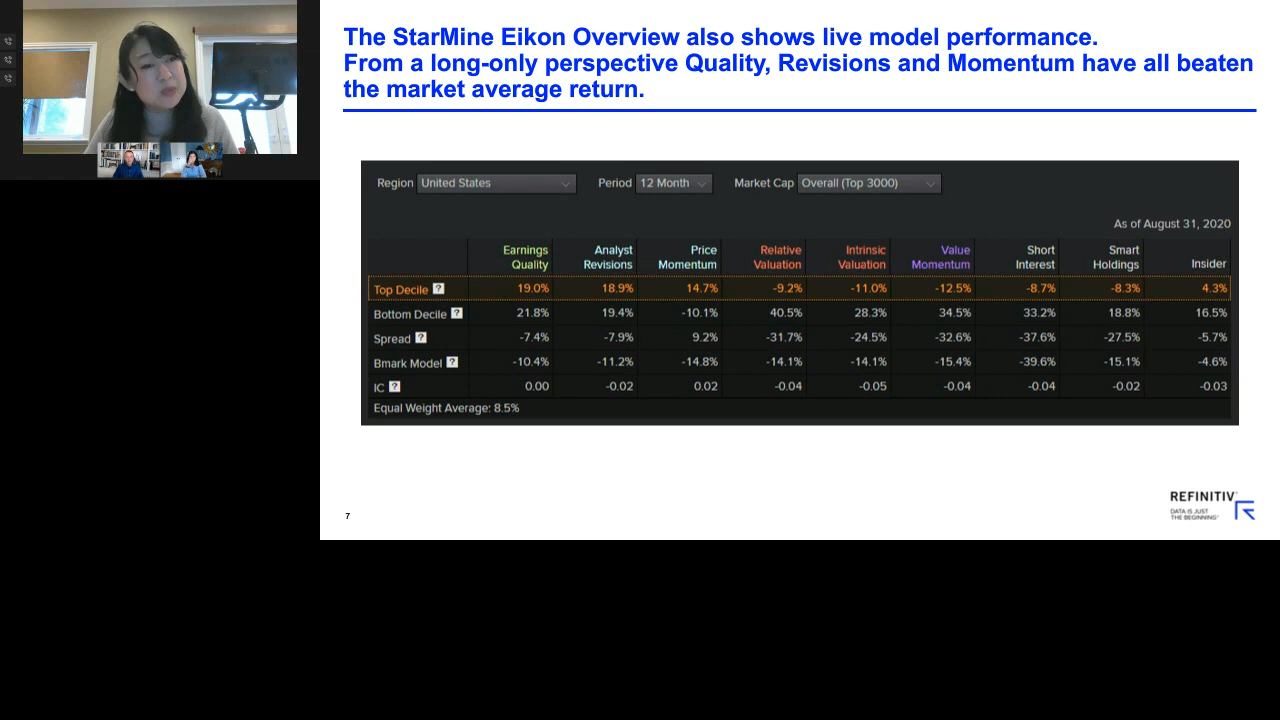 The StarMine Eikon Overview also shows live model performance.
From a long-only perspective Quality, Revisions and Momentum have all beaten
the market average return.
Region United States Period 12 Month Market Cap Overall (Top 3000)
As of August 31, 2020
Earnings Quality Analyst Revisions Price Momentum Relative Valuation Intrinsic Valuation Value Momentum Short Interest Smart Holdings Insider
Top Decile ? 19.0% 18.9% 14.7% -9.2% -11.0% -12.5% -8.7% -8.3% 4.3%
Bottom Decile ? 21.8% 19.4% -10.1% 40.5% 28.3% 34.5% 33.2% 18.8% 16.5%
Spread ? -7.4% -7.9% 9.2% -31.7% -24.5% -32.6% -37.6% -27.5% -5.7%
Bmark Model ? -10.4% -11.2% -14.8% -14.1% -14.1% -15.4% -39.6% -15.1% -4.6%
IC ? 0.00 -0.02 0.02 -0.04 -0.05 -0.04 -0.04 -0.02 -0.03
Equal Weight Average: 8.5%
7
REFINITIV
DATA IS JUST
THE BEGINNING